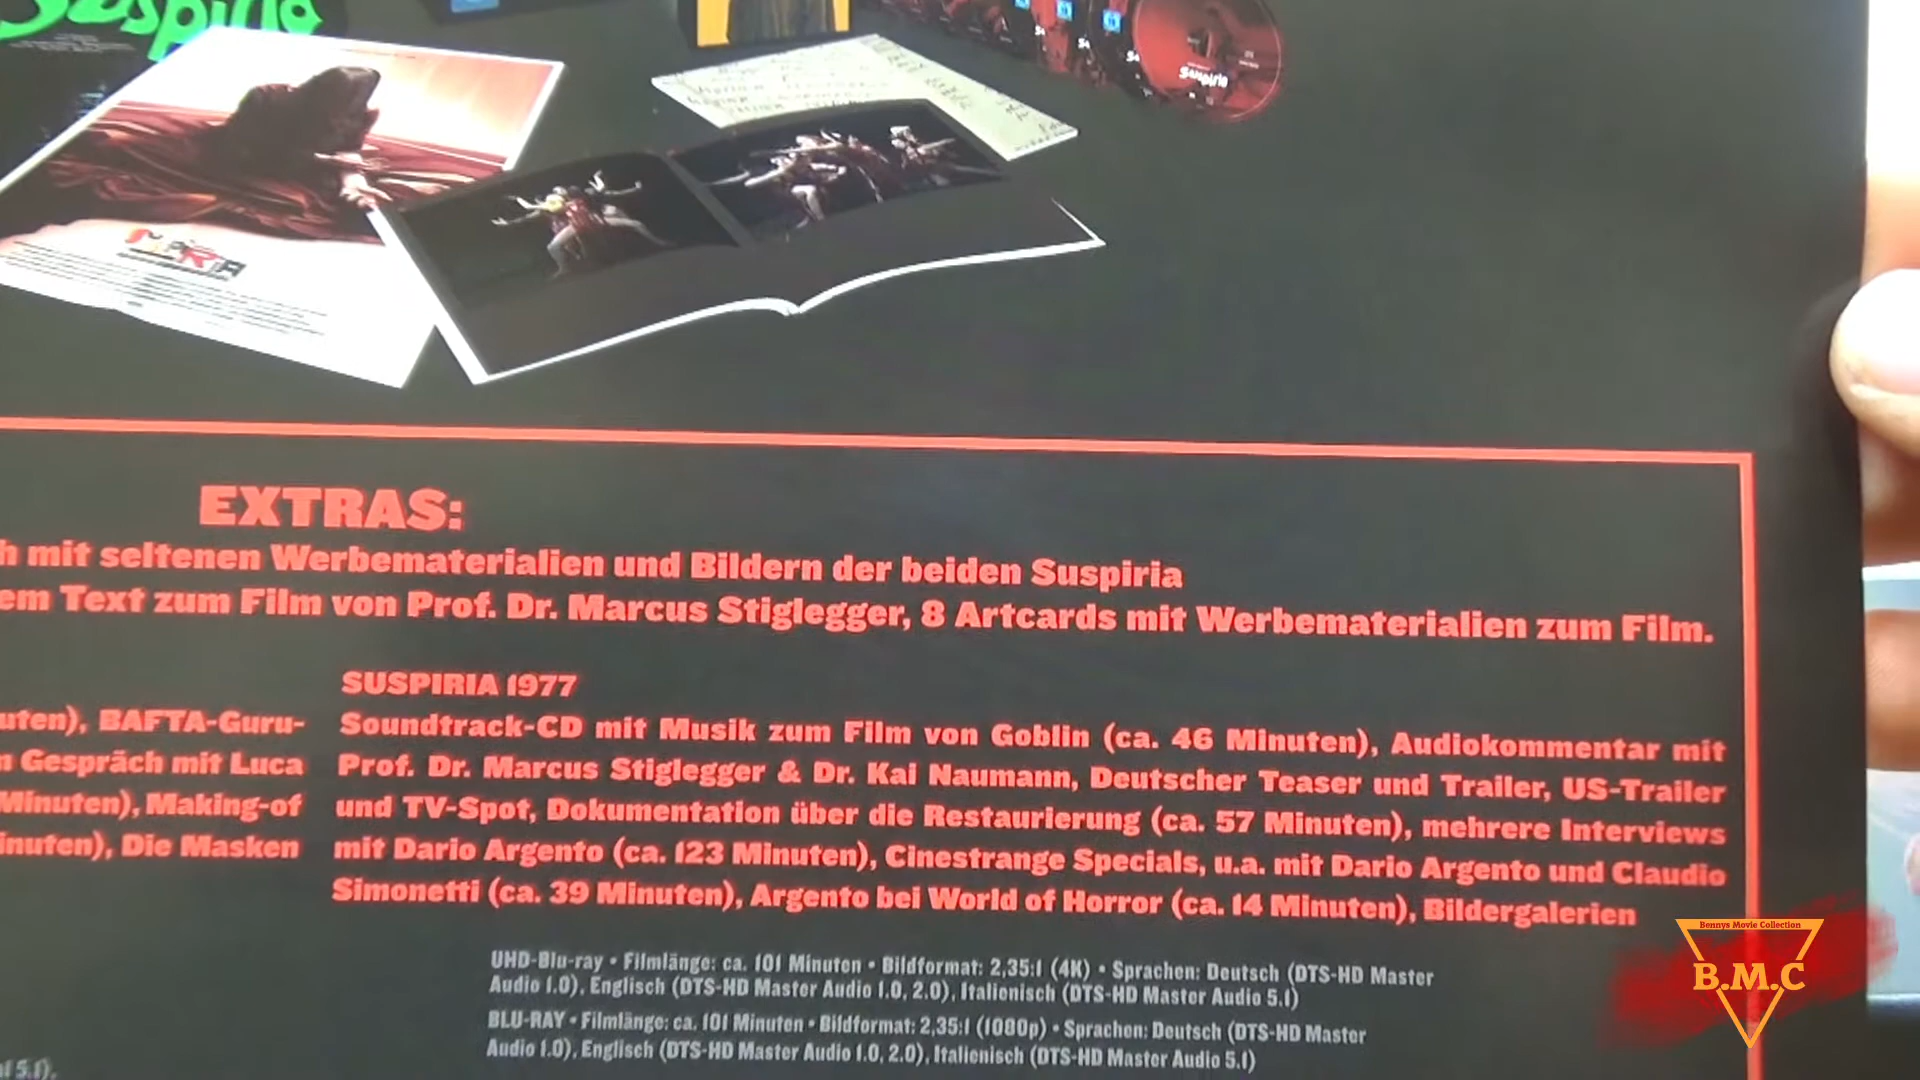 Suspiria
Suspiria
EXTRAS:
mit seltenen Werbematerialien und Bildern der beiden Suspiria
em Text zum Film von Prof. Dr. Marcus Stiglegger, 8 Artcards mit Werbematerialien zum Film.
uten), BAFTA-Guru-
Gespräch mit Luca
Minuten), Making-of
inuten), Die Masken
SUSPIRIA 1977
Soundtrack-CD mit Musik zum Film von Goblin (ca. 46 Minuten), Audiokommentar mit
Prof. Dr. Marcus Stiglegger & Dr. Kai Naumann, Deutscher Teaser und Trailer, US-Trailer
und TV-Spot, Dokumentation über die Restaurierung (ca. 57 Minuten), mehrere Interviews
mit Dario Argento (ca. 123 Minuten), Cinestrange Specials, u.a. mit Dario Argento und Claudio
Simonetti (ca. 39 Minuten), Argento bei World of Horror (ca. 14 Minuten), Bildergalerien
UHD-Blu-ray • Filmlänge: ca. 101 Minuten • Bildformat: 2,35:1 (4K) • Sprachen: Deutsch (DTS-HD Master
Audio 1.0), Englisch (DTS-HD Master Audio 1.0, 2.0), Italienisch (DTS-HD Master Audio 5.1)
BLU-RAY • Filmlänge: ca. 101 Minuten • Bildformat: 2,35:1 (1080p) • Sprachen: Deutsch (DTS-HD Master
Audio 1.0), Englisch (DTS-HD Master Audio 1.0, 2.0), Italienisch (DTS-HD Master Audio 5.1)
5.1).
Bennys Movie Collection
B.M.C